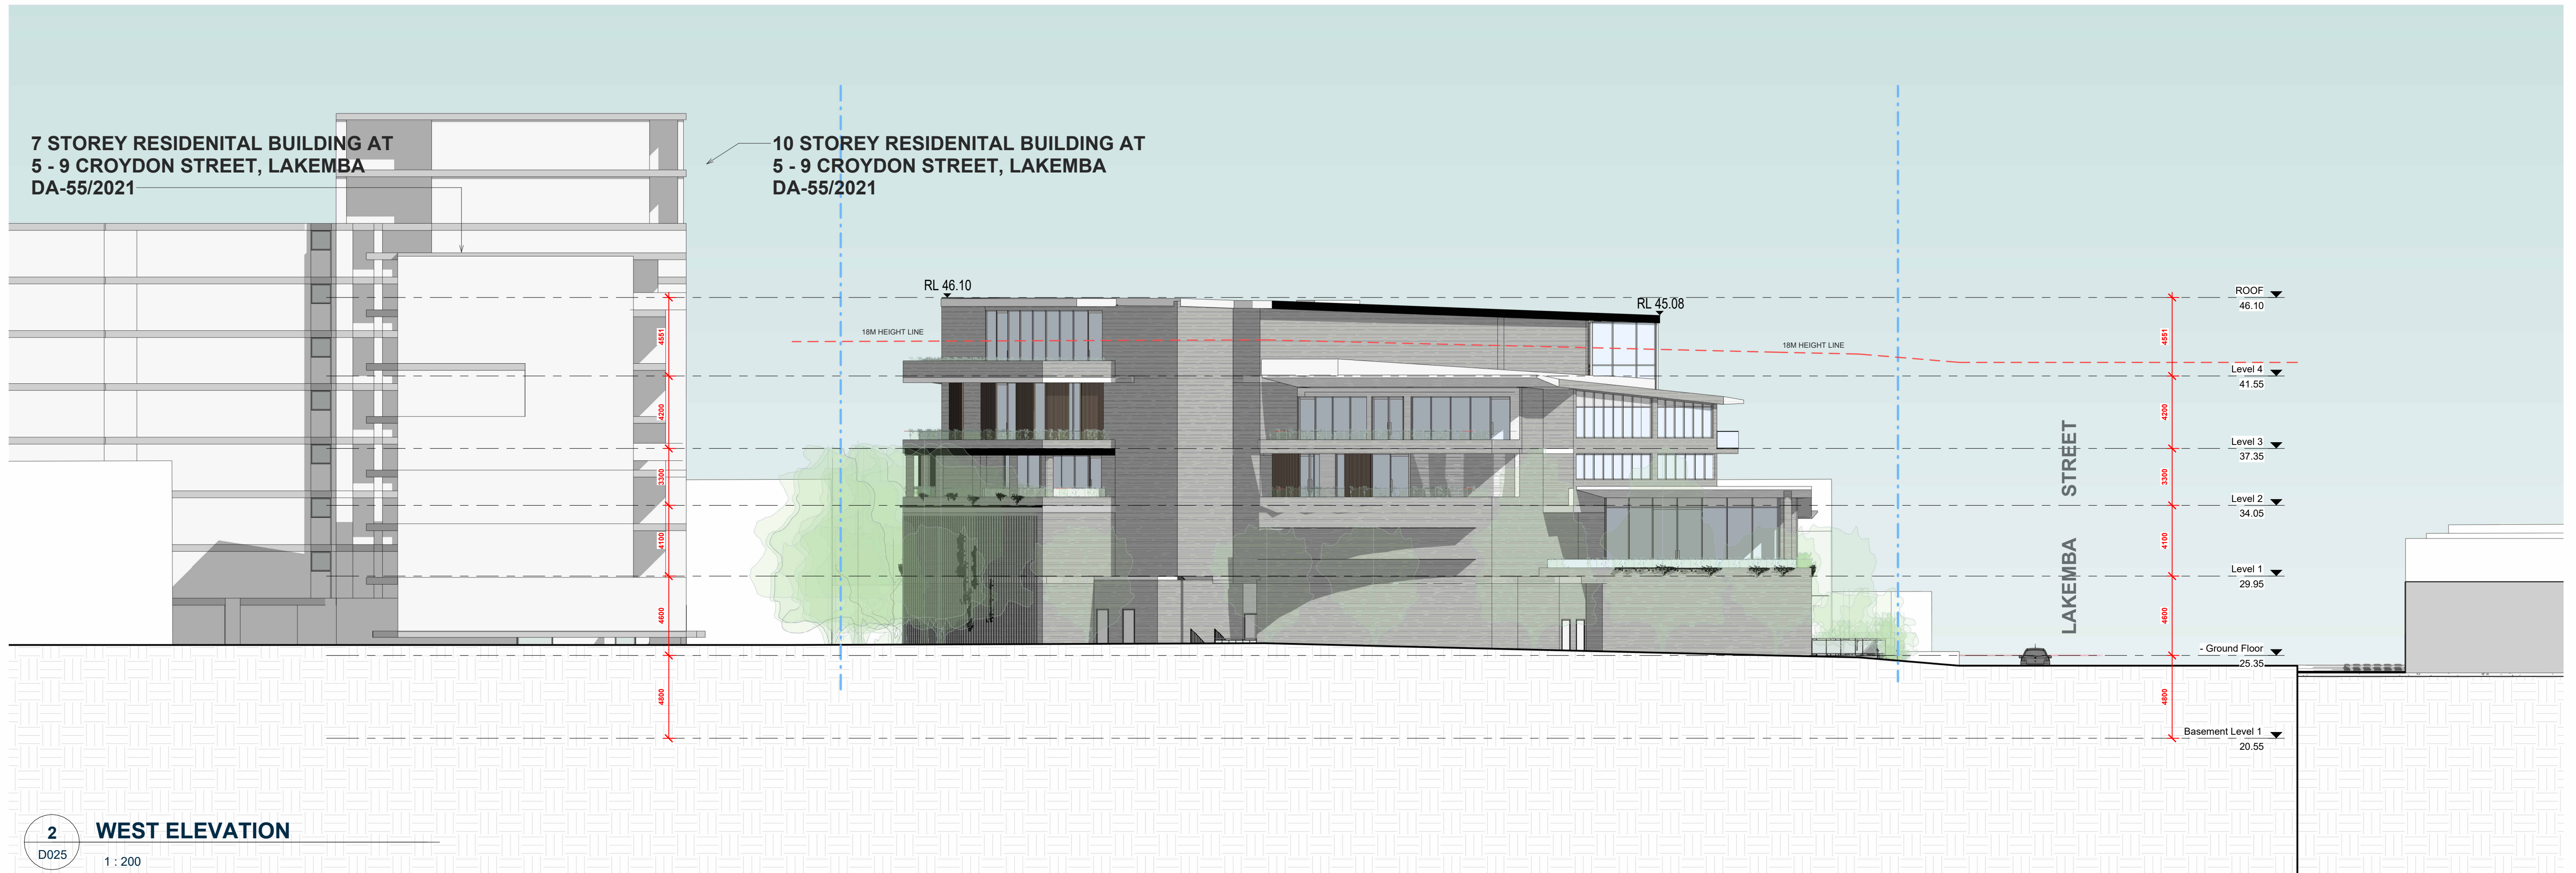 7 STOREY RESIDENITAL BUILDING AT
5 - 9 CROYDON STREET, LAKEMBA
DA-55/2021
10 STOREY RESIDENITAL BUILDING AT
5 - 9 CROYDON STREET, LAKEMBA
DA-55/2021
RL 46.10
RL 45.08
18M HEIGHT LINE
18M HEIGHT LINE
4551
4200
3300
4100
4600
4800
4551
4200
3300
4100
4600
4800
ROOF
46.10
Level 4
41.55
Level 3
37.35
Level 2
34.05
Level 1
29.95
- Ground Floor
25.35
Basement Level 1
20.55
LAKEMBA STREET
2
D025
WEST ELEVATION
1 : 200